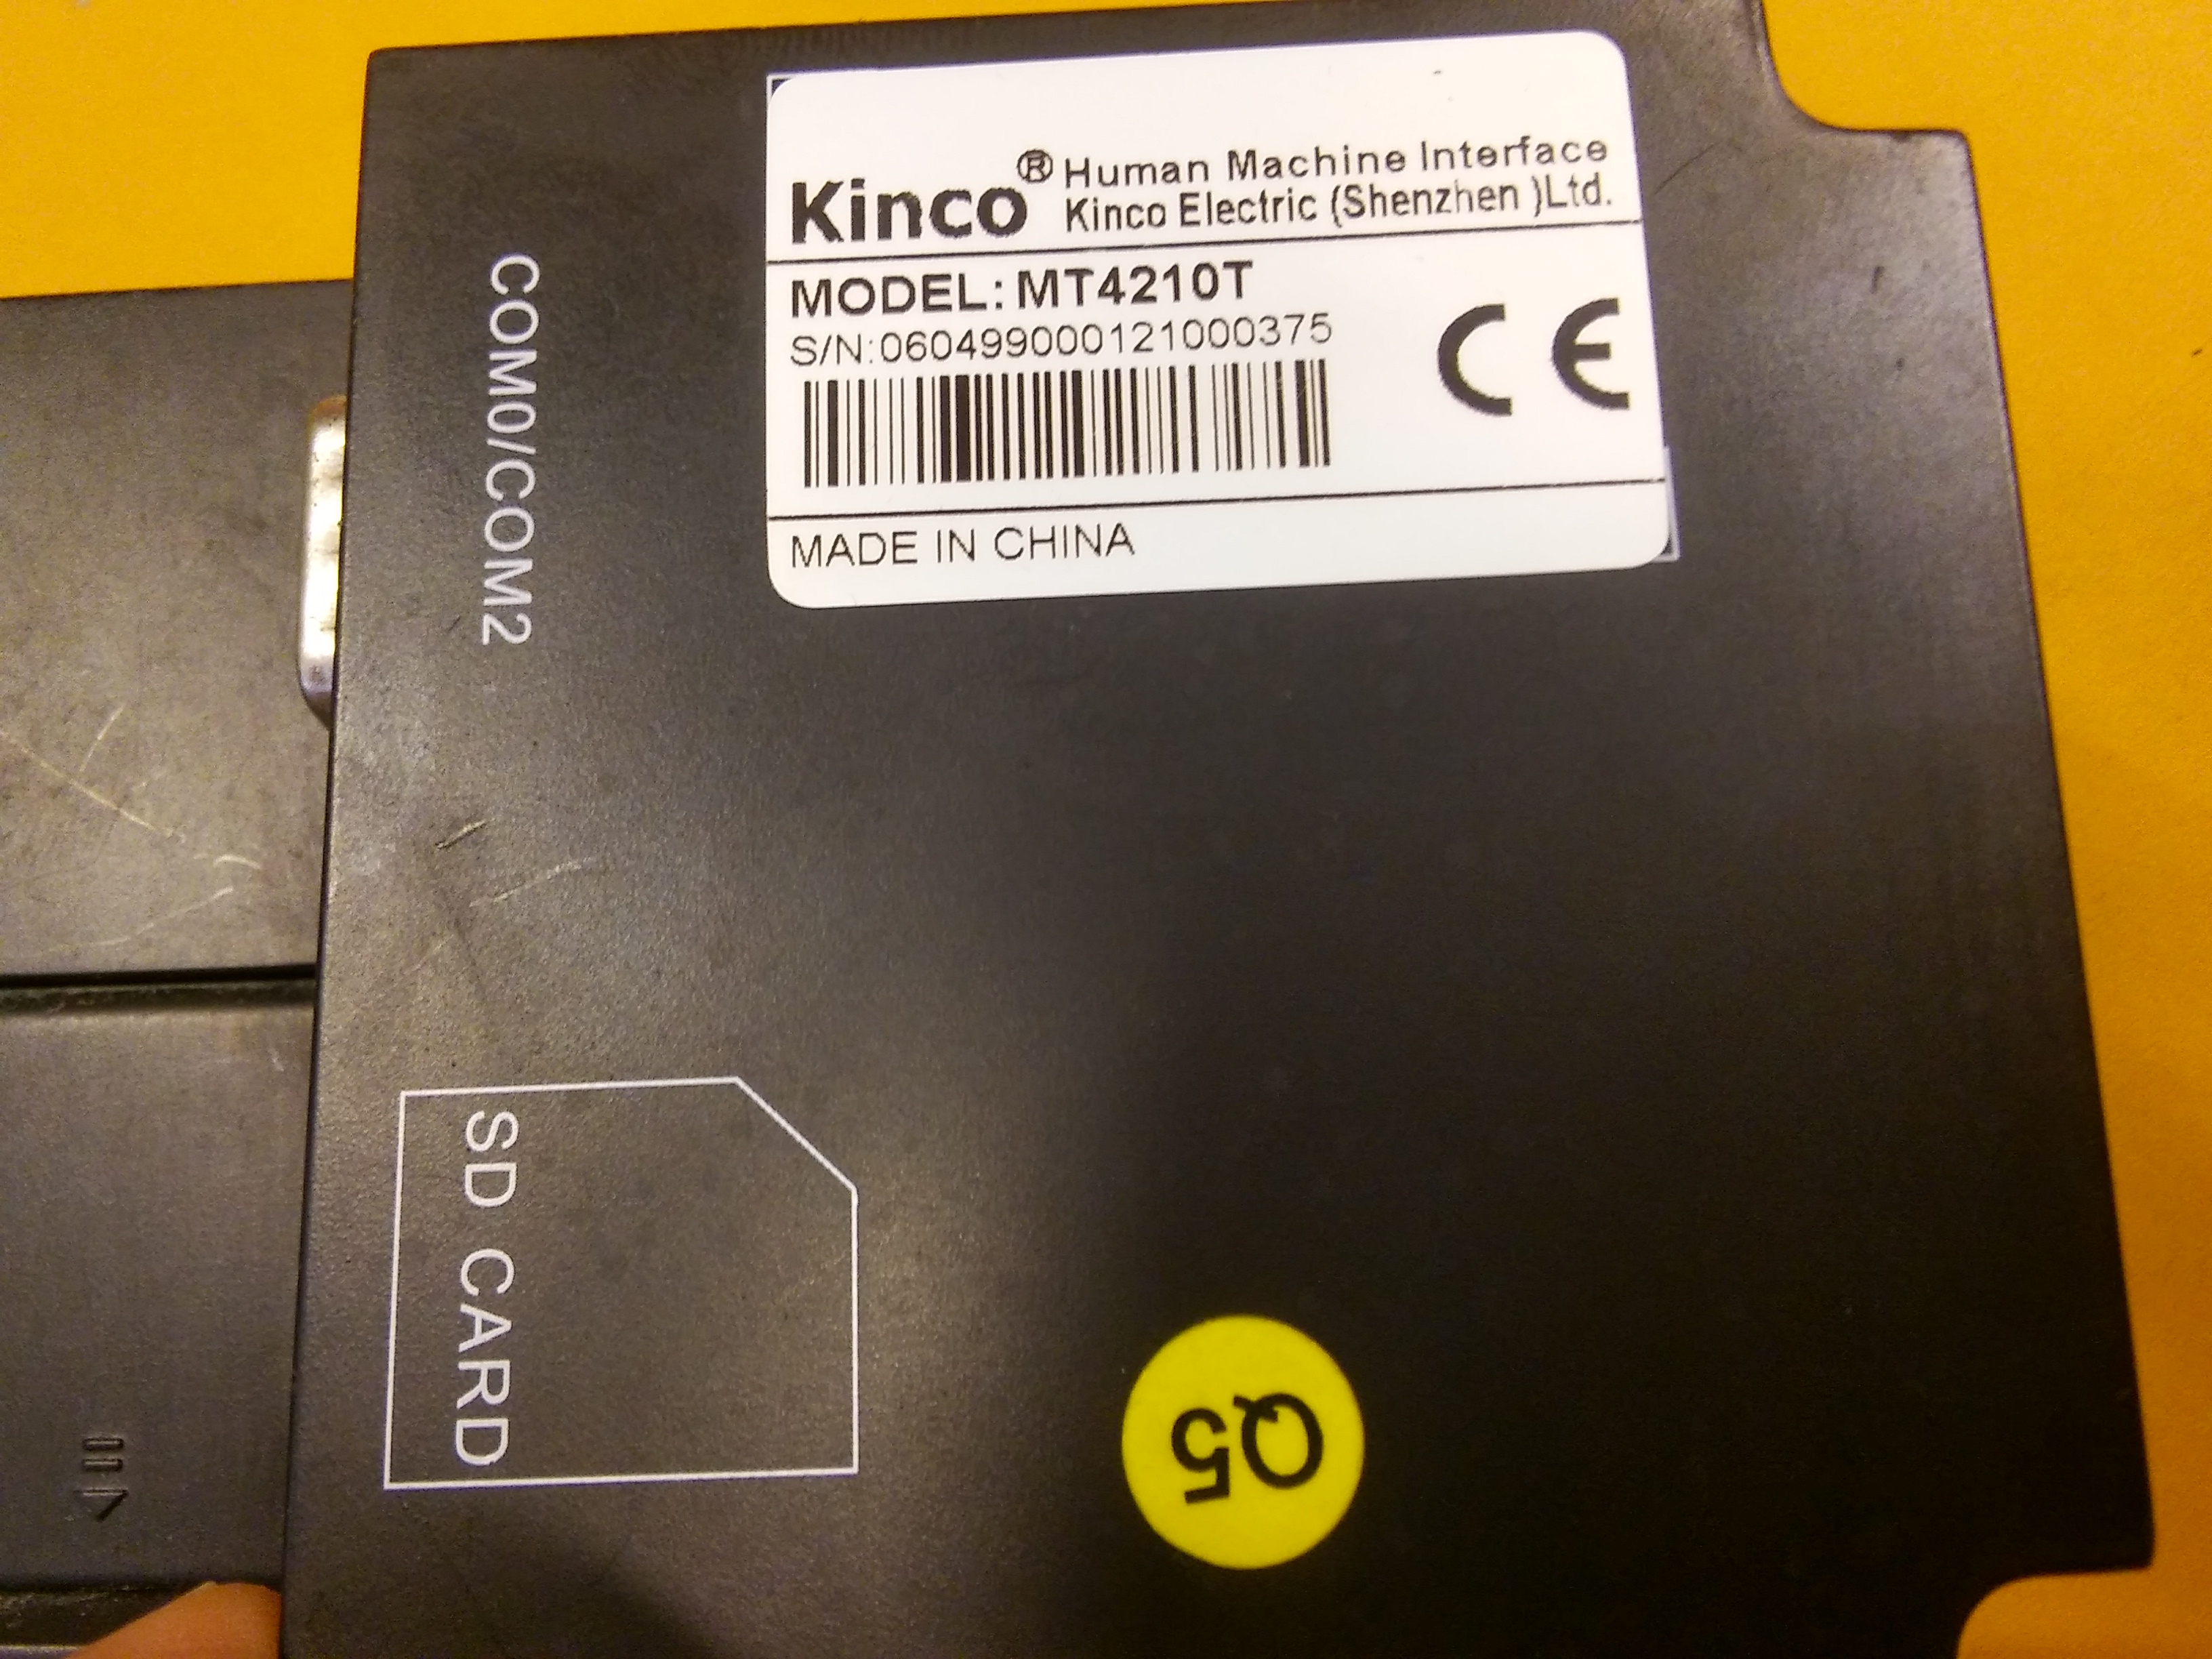 Kinco® Human Machine Interface
Kinco Electric (Shenzhen )Ltd.
MODEL: MT4210T
S/N:060499000121000375
CE
MADE IN CHINA
COM0/COM2
SD CARD
Q5